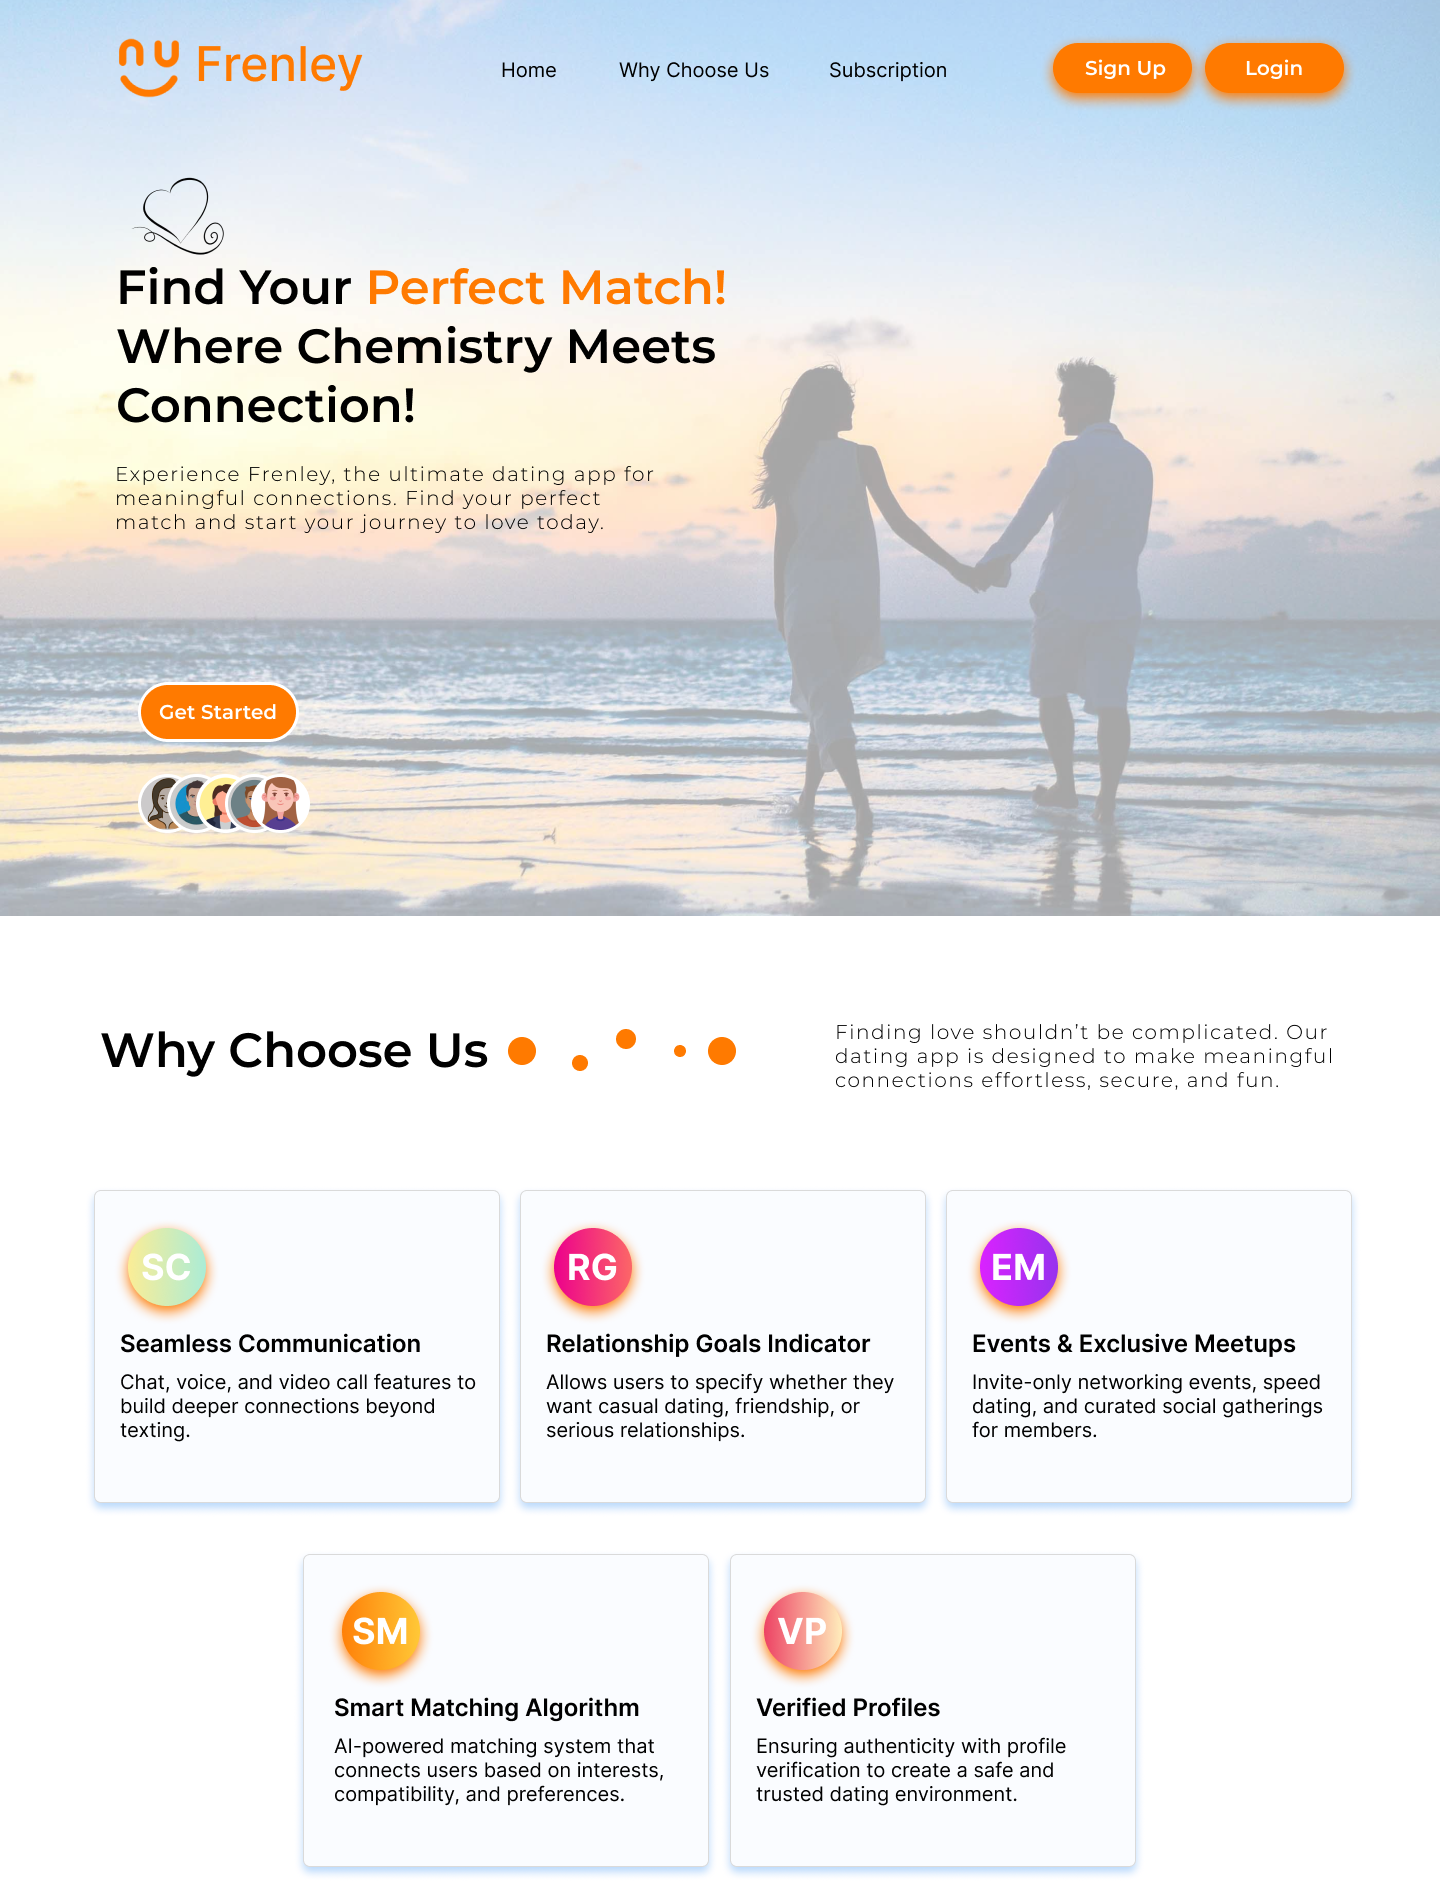 Frenley
Home
Why Choose Us
Subscription
Sign Up
Login
Find Your Perfect Match!
Where Chemistry Meets
Connection!
Experience Frenley, the ultimate dating app for
meaningful connections. Find your perfect
match and start your journey to love today.
Get Started
Why Choose Us
Finding love shouldn’t be complicated. Our
dating app is designed to make meaningful
connections effortless, secure, and fun.
SC
Seamless Communication
Chat, voice, and video call features to
build deeper connections beyond
texting.
RG
Relationship Goals Indicator
Allows users to specify whether they
want casual dating, friendship, or
serious relationships.
EM
Events & Exclusive Meetups
Invite-only networking events, speed
dating, and curated social gatherings
for members.
SM
Smart Matching Algorithm
AI-powered matching system that
connects users based on interests,
compatibility, and preferences.
VP
Verified Profiles
Ensuring authenticity with profile
verification to create a safe and
trusted dating environment.